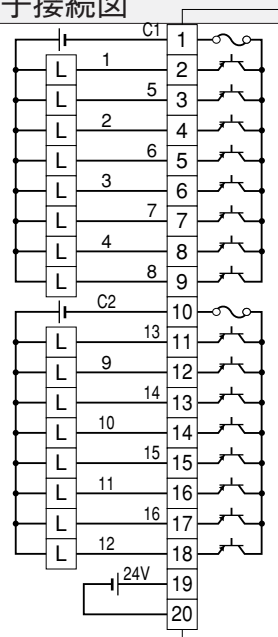 子接続図
C1 1
L 1 2
L 5 3
L 2 4
L 6 5
L 3 6
L 7 7
L 4 8
L 8 9
C2 10
L 13 11
L 9 12
L 14 13
L 10 14
L 15 15
L 11 16
L 16 17
L 12 18
24V 19
20